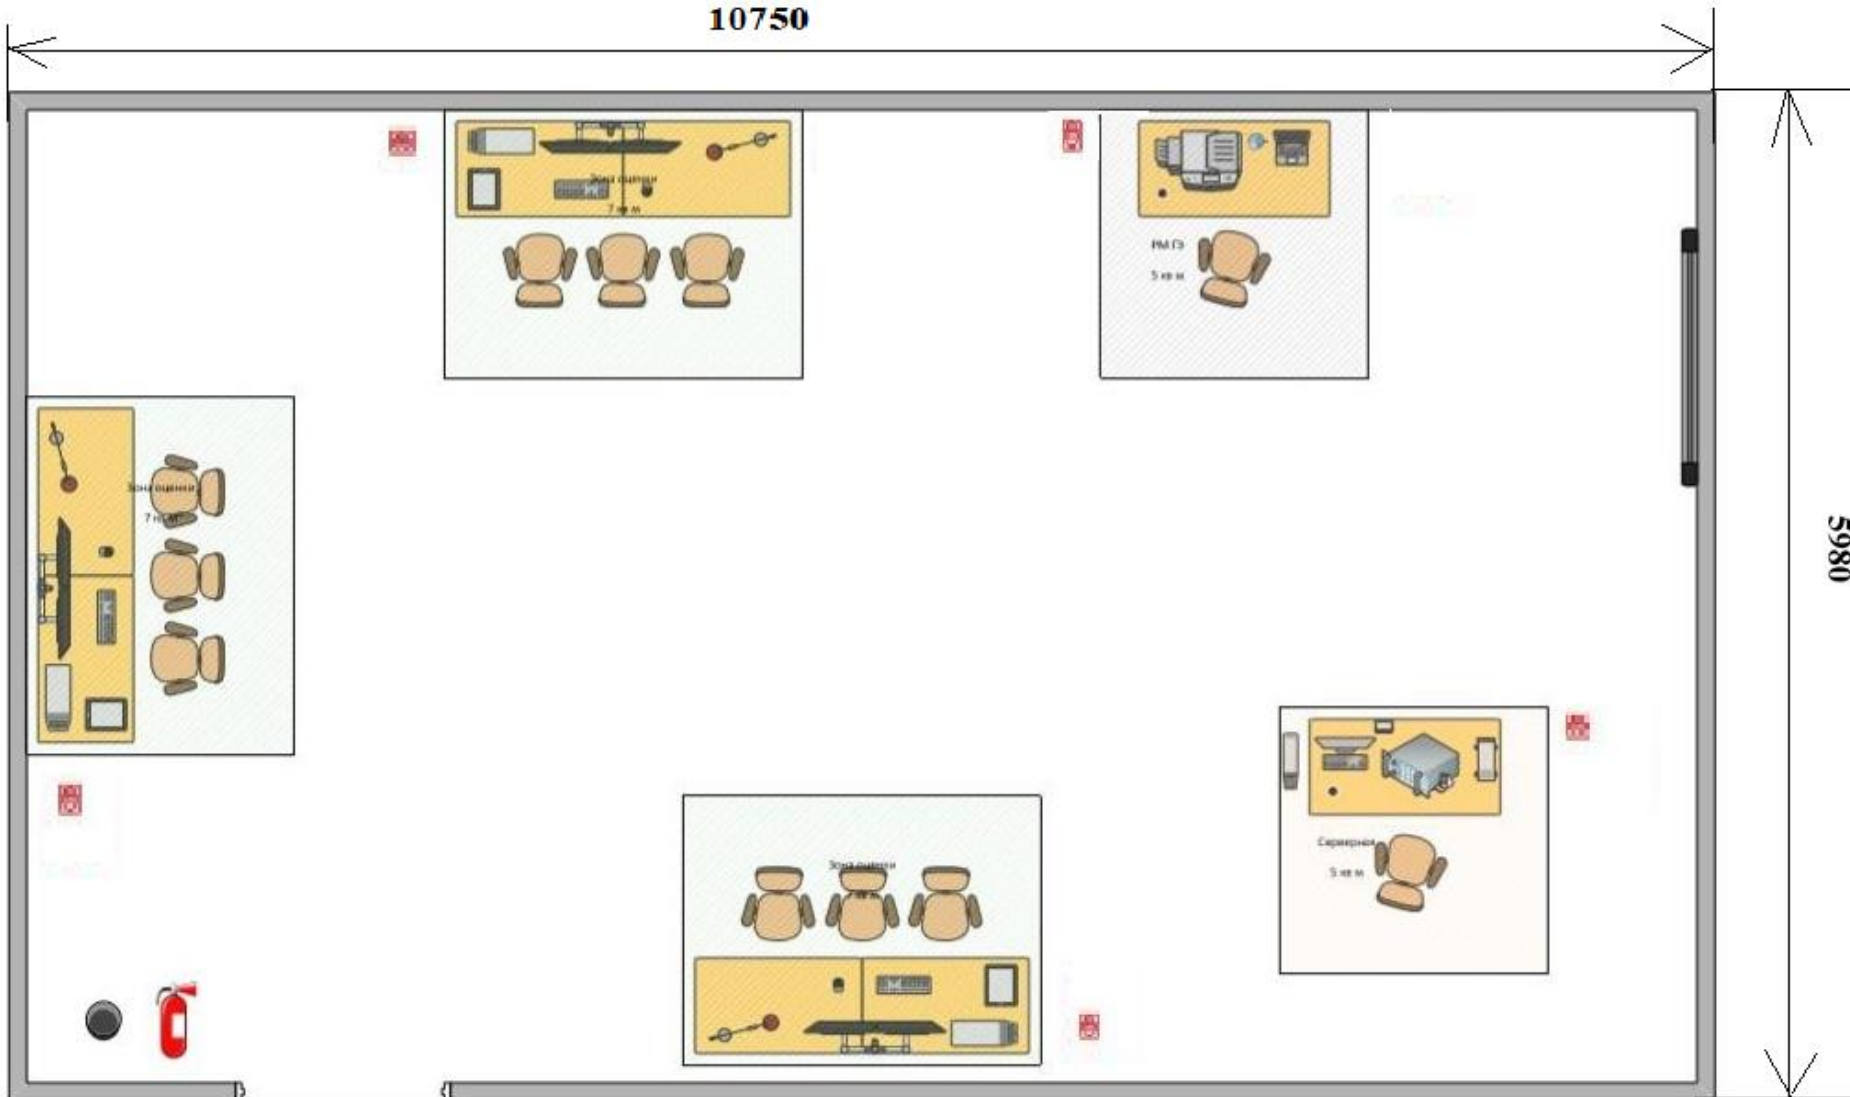 10750
Зона оценки
7 кв м
РМ ГЭ
5 кв м
Зона оценки
7 кв м
5980
Серверная
5 кв м
Зона оценки